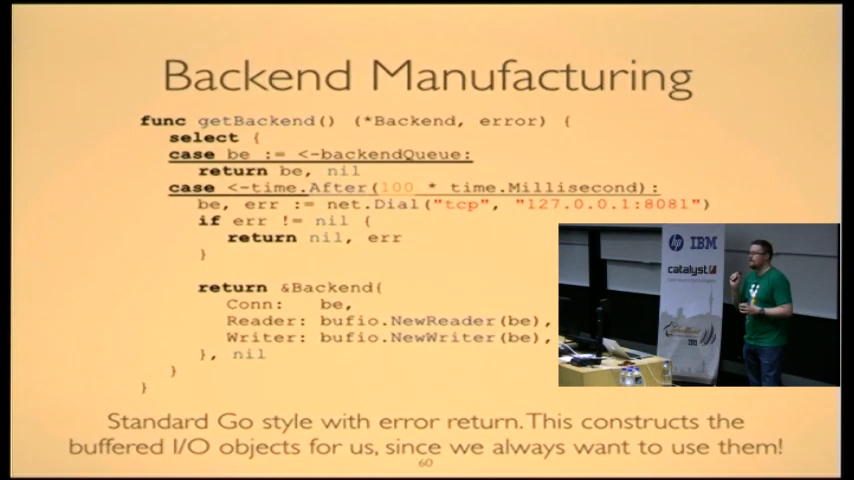 Backend Manufacturing
func getBackend() (*Backend, error) {
select {
case be := <-backendQueue:
return be, nil
case <-time.After(100 * time.Millisecond):
be, err := net.Dial("tcp", "127.0.0.1:8081")
if err != nil {
return nil, err
}
return &Backend{
Conn: be,
Reader: bufio.NewReader(be),
Writer: bufio.NewWriter(be),
}, nil
}
}
Standard Go style with error return. This constructs the
buffered I/O objects for us, since we always want to use them!
60
hp IBM
catalyst